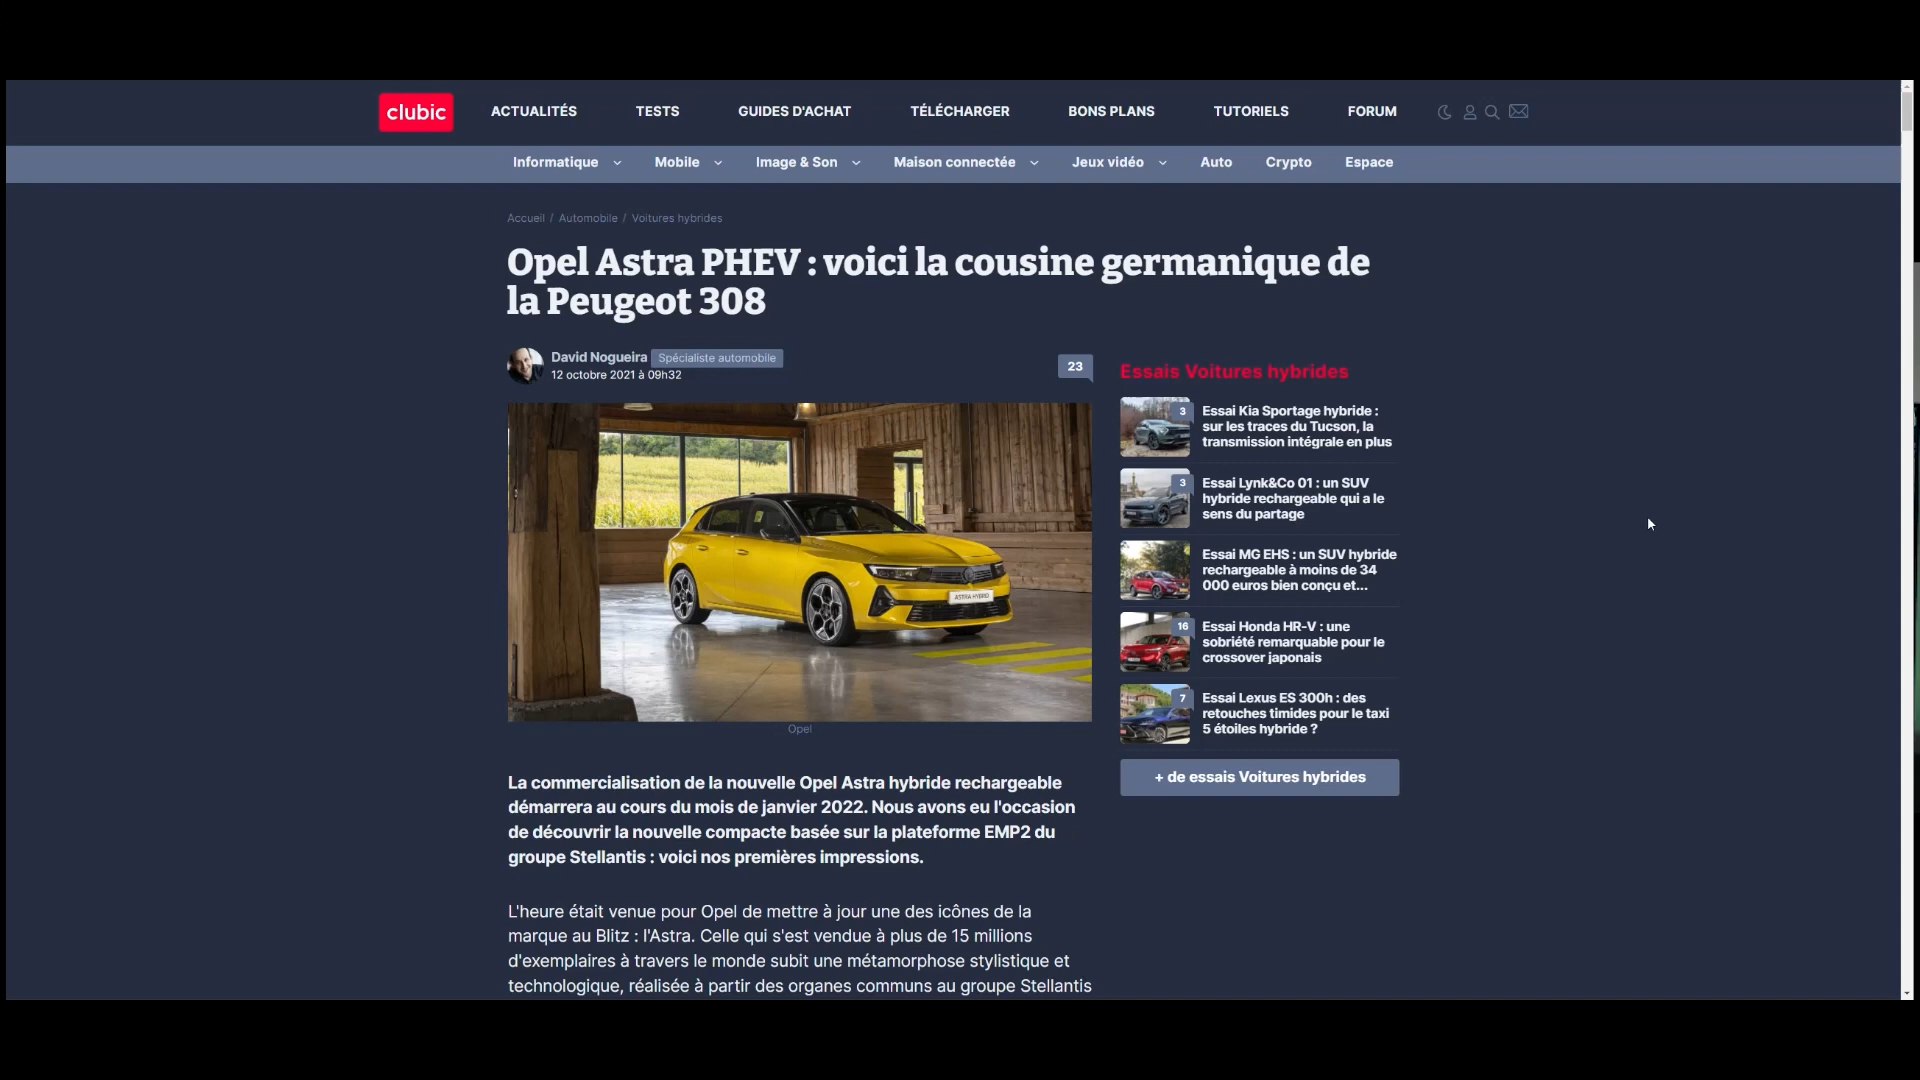 clubic
ACTUALITÉS TESTS GUIDES D'ACHAT TÉLÉCHARGER BONS PLANS TUTORIELS FORUM
Informatique Mobile Image & Son Maison connectée Jeux vidéo Auto Crypto Espace
Accueil / Automobile / Voitures hybrides
Opel Astra PHEV : voici la cousine germanique de
la Peugeot 308
David Nogueira Spécialiste automobile
12 octobre 2021 à 09h32
23
ASTRA HYBRID
Opel
La commercialisation de la nouvelle Opel Astra hybride rechargeable
démarrera au cours du mois de janvier 2022. Nous avons eu l'occasion
de découvrir la nouvelle compacte basée sur la plateforme EMP2 du
groupe Stellantis : voici nos premières impressions.
L'heure était venue pour Opel de mettre à jour une des icônes de la
marque au Blitz : l'Astra. Celle qui s'est vendue à plus de 15 millions
d'exemplaires à travers le monde subit une métamorphose stylistique et
technologique, réalisée à partir des organes communs au groupe Stellantis
Essais Voitures hybrides
3
Essai Kia Sportage hybride :
sur les traces du Tucson, la
transmission intégrale en plus
3
Essai Lynk&Co 01 : un SUV
hybride rechargeable qui a le
sens du partage
Essai MG EHS : un SUV hybride
rechargeable à moins de 34
000 euros bien conçu et...
16
Essai Honda HR-V : une
sobriété remarquable pour le
crossover japonais
7
Essai Lexus ES 300h : des
retouches timides pour le taxi
5 étoiles hybride ?
+ de essais Voitures hybrides